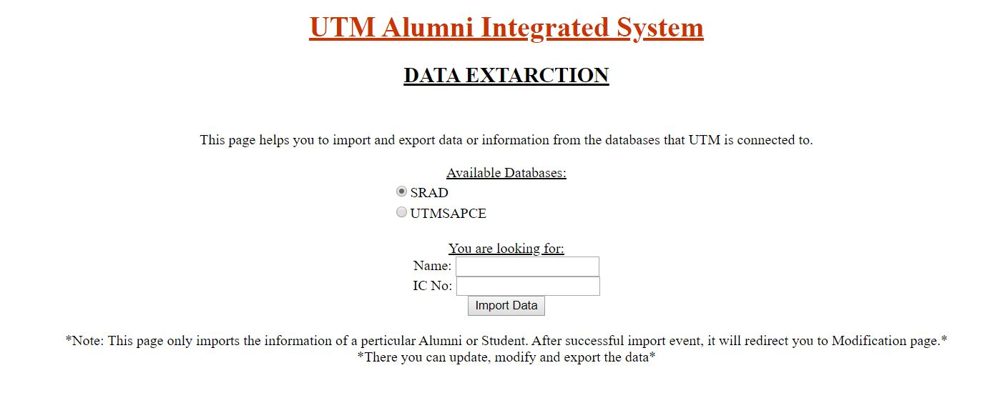 UTM Alumni Integrated System
DATA EXTARCTION
This page helps you to import and export data or information from the databases that UTM is connected to.
Available Databases:
SRAD
UTMSAPCE
You are looking for:
Name:
IC No:
Import Data
*Note: This page only imports the information of a perticular Alumni or Student. After successful import event, it will redirect you to Modification page.*
*There you can update, modify and export the data*